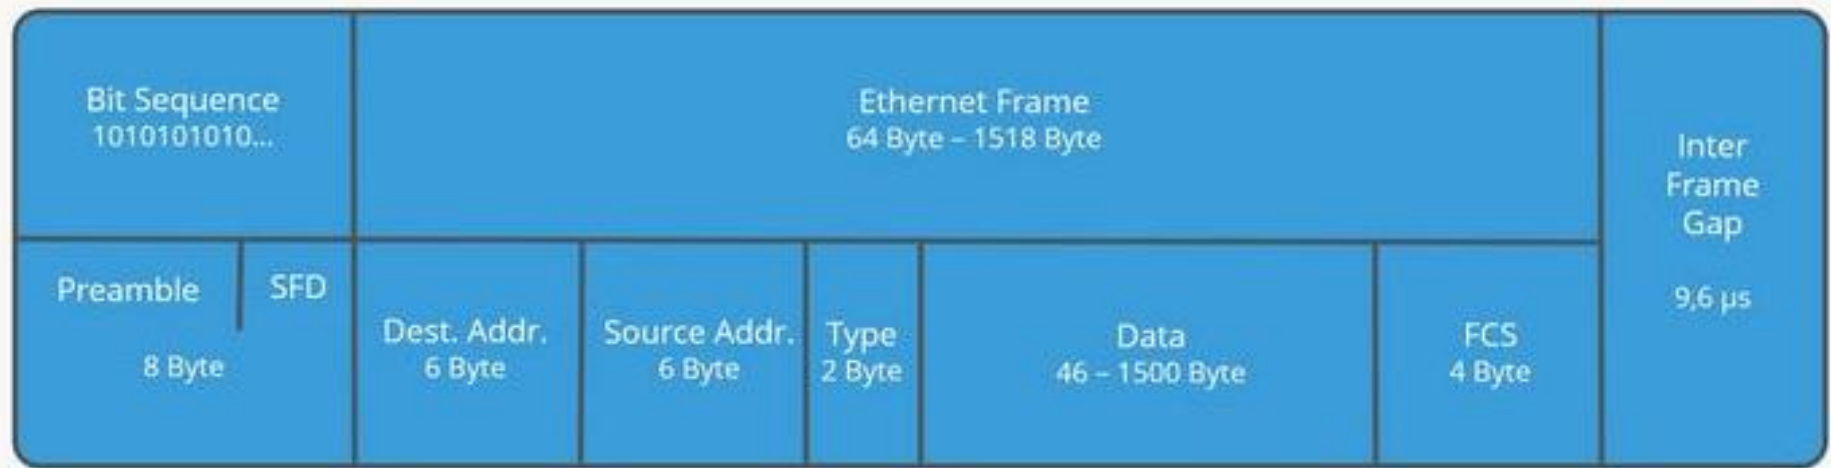 Bit Sequence
1010101010...
Ethernet Frame
64 Byte – 1518 Byte
Inter
Frame
Gap
9,6 µs
Preamble
SFD
8 Byte
Dest. Addr.
6 Byte
Source Addr.
6 Byte
Type
2 Byte
Data
46 – 1500 Byte
FCS
4 Byte